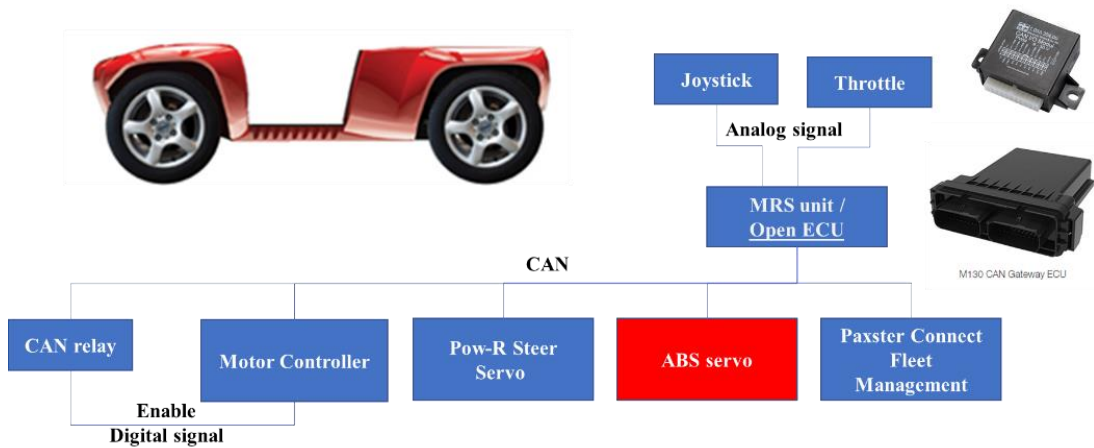 Joystick
Throttle
Analog signal
MRS unit /
Open ECU
M130 CAN Gateway ECU
CAN
CAN relay
Motor Controller
Pow-R Steer
Servo
ABS servo
Paxster Connect
Fleet
Management
Enable
Digital signal